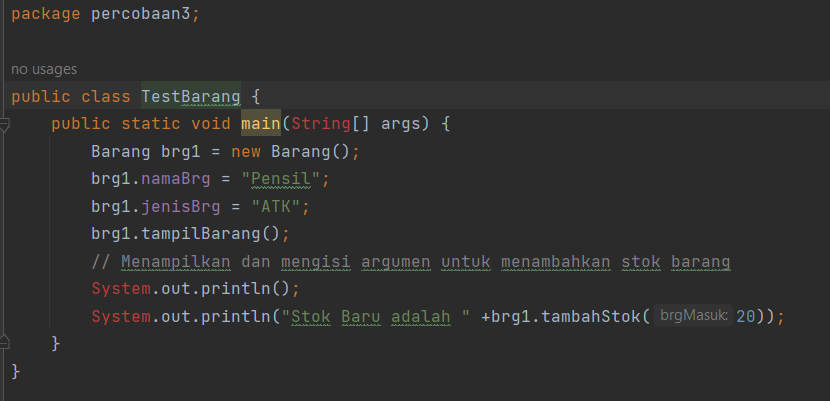 package percobaan3;
no usages
public class TestBarang {
public static void main(String[] args) {
Barang brg1 = new Barang();
brg1.namaBrg = "Pensil";
brg1.jenisBrg = "ATK";
brg1.tampilBarang();
// Menampilkan dan mengisi argumen untuk menambahkan stok barang
System.out.println();
System.out.println("Stok Baru adalah " +brg1.tambahStok( brgMasuk: 20));
}
}